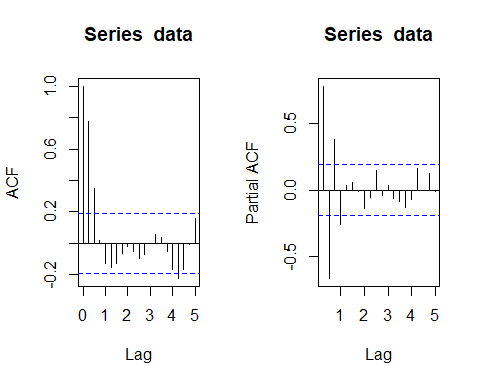 Series data
ACF
1.0
0.6
0.2
-0.2
0 1 2 3 4 5
Lag
Series data
Partial ACF
0.5
0.0
-0.5
1 2 3 4 5
Lag